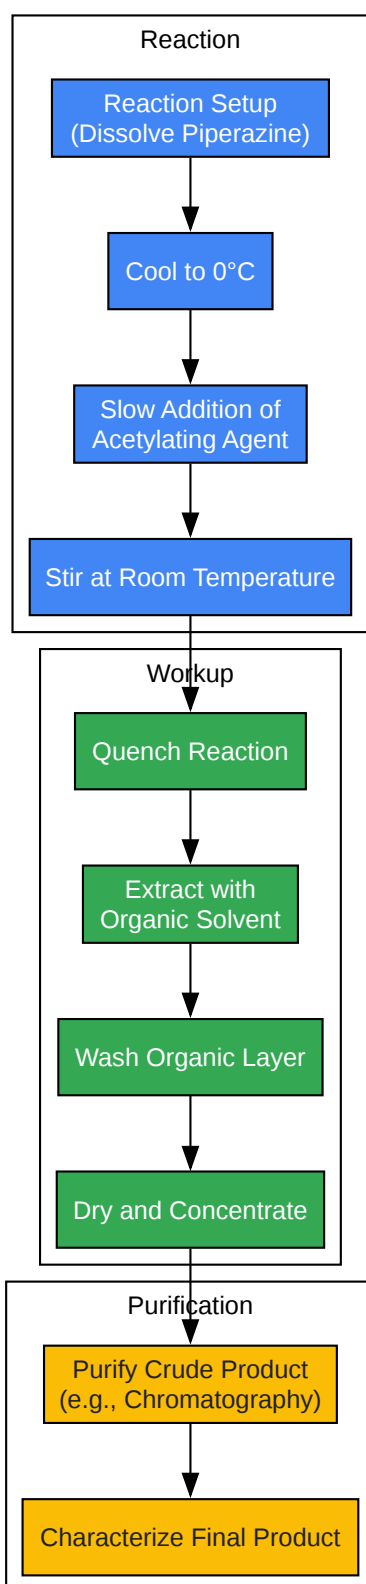 Reaction
Reaction Setup
(Dissolve Piperazine)
Cool to 0°C
Slow Addition of
Acetylating Agent
Stir at Room Temperature
Workup
Quench Reaction
Extract with
Organic Solvent
Wash Organic Layer
Dry and Concentrate
Purification
Purify Crude Product
(e.g., Chromatography)
Characterize Final Product